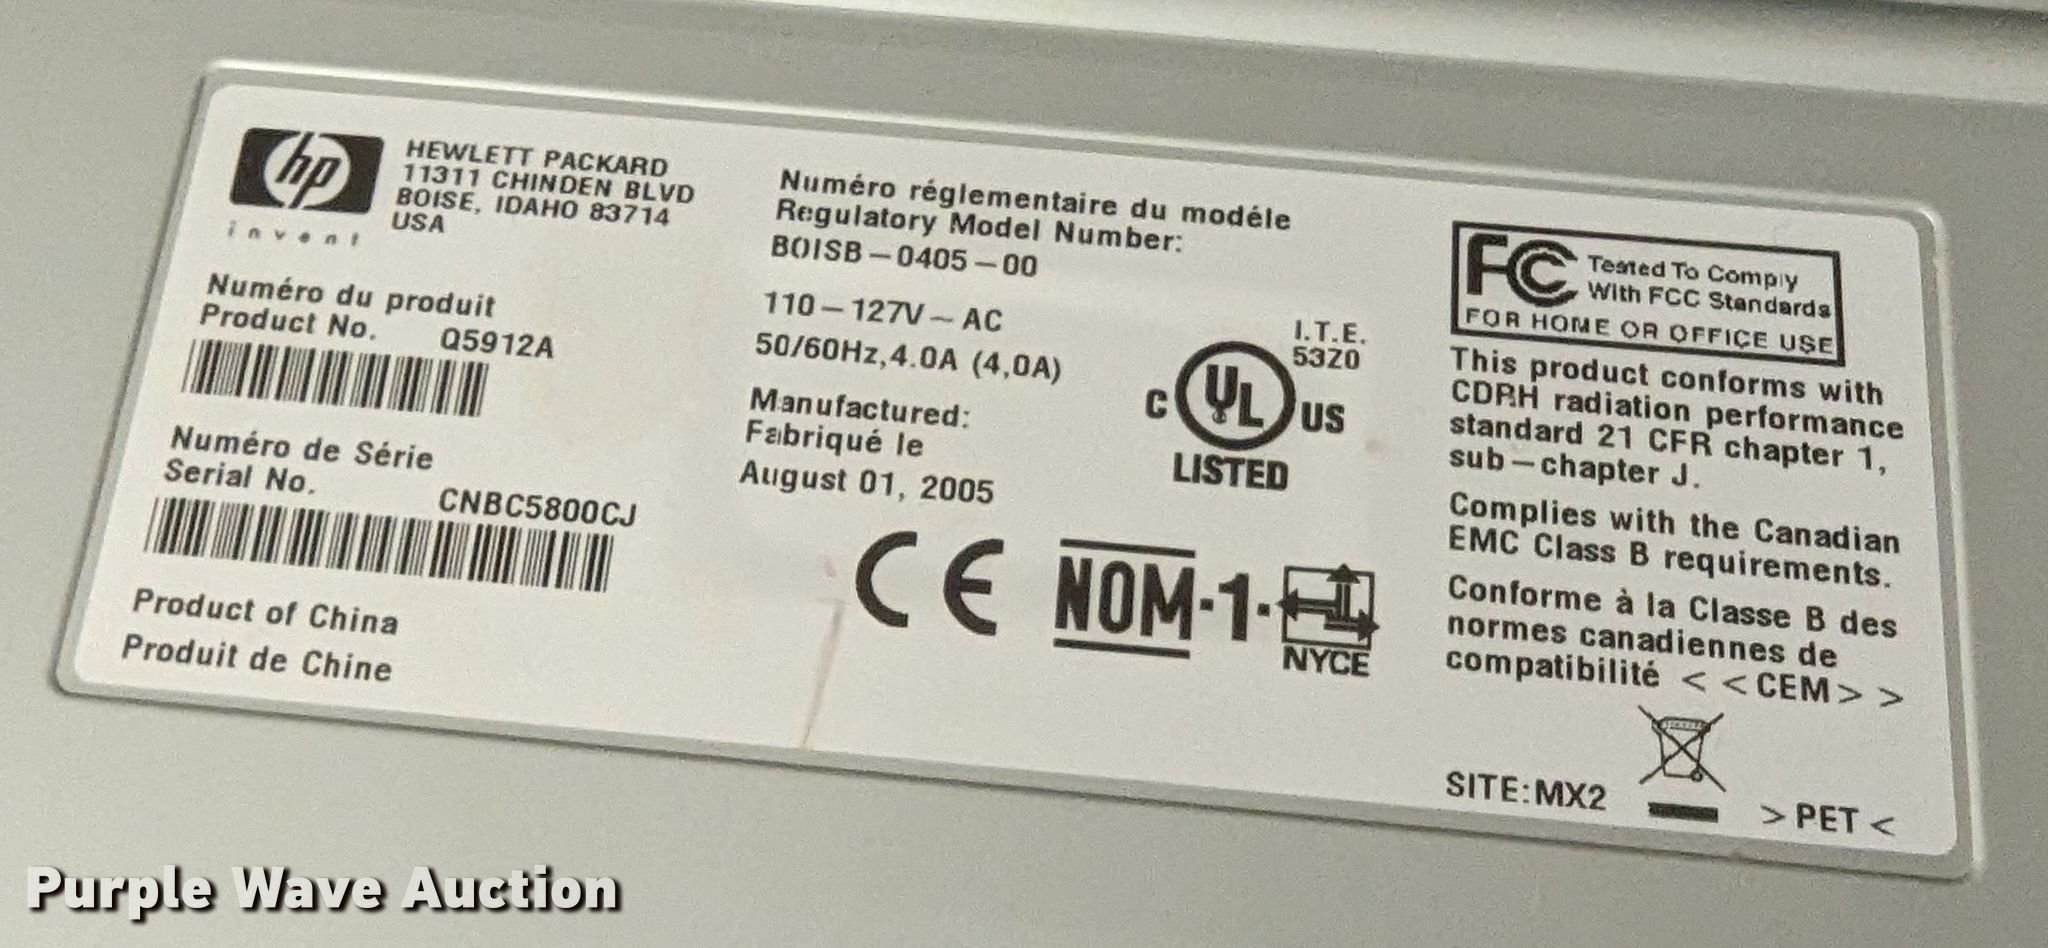 hp
invent
HEWLETT PACKARD
11311 CHINDEN BLVD
BOISE, IDAHO 83714
USA
Numéro du produit
Product No. Q5912A
Numéro de Série
Serial No. CNBC5800CJ
Product of China
Produit de Chine
Numéro réglementaire du modéle
Regulatory Model Number:
BOISB-0405-00
110-127V~AC
50/60Hz,4.0A (4,0A)
Manufactured:
Fabriqué le
August 01, 2005
I.T.E.
53Z0
C UL US
LISTED
CE
NOM-1-
NYCE
FC Tested To Comply
With FCC Standards
FOR HOME OR OFFICE USE
This product conforms with
CDRH radiation performance
standard 21 CFR chapter 1,
sub-chapter J.
Complies with the Canadian
EMC Class B requirements.
Conforme à la Classe B des
normes canadiennes de
compatibilité < <CEM> >
SITE:MX2
>PET<
Purple Wave Auction